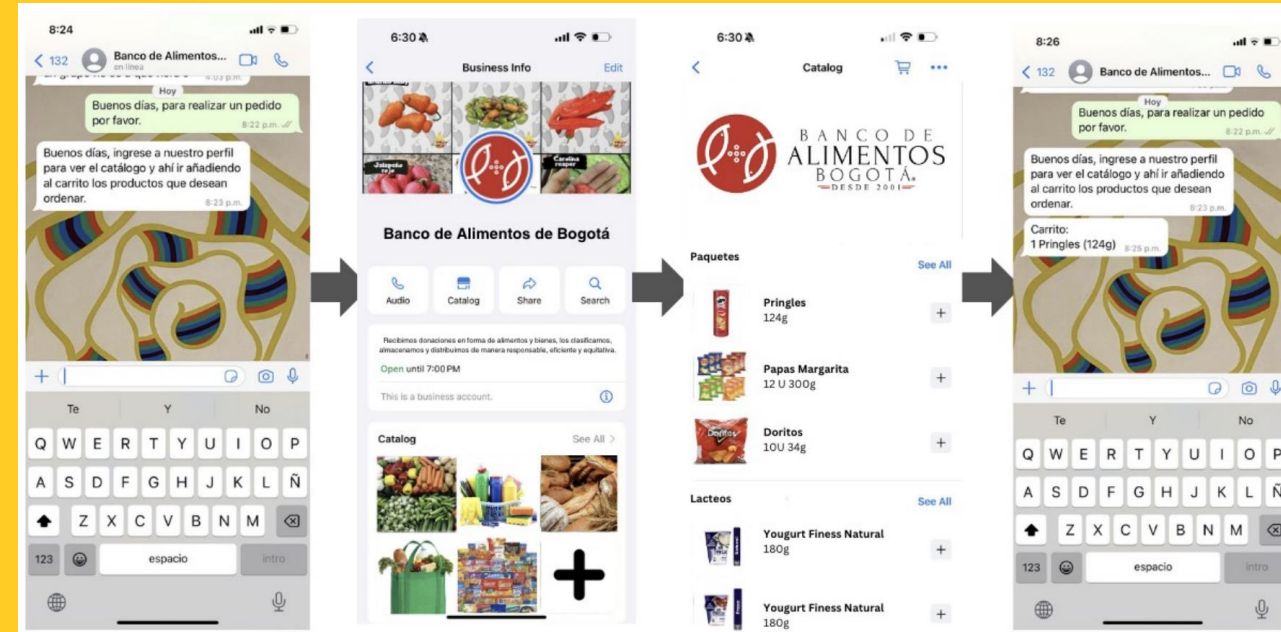 8:24
132
Banco de Alimentos...
en línea
4:03 p.m.
Hoy
Buenos días, para realizar un pedido
por favor.
8:22 p.m.
Buenos días, ingrese a nuestro perfil
para ver el catálogo y ahí ir añadiendo
al carrito los productos que desean
ordenar.
8:23 p.m.
Te Y No
Q W E R T Y U I O P
A S D F G H J K L Ñ
Z X C V B N M
123 espacio intro
6:30
Business Info Edit
Jalapeño
rojo
Carolina
reaper
Banco de Alimentos de Bogotá
Audio Catalog Share Search
Recibimos donaciones en forma de alimentos y bienes, los clasificamos,
almacenamos y distribuimos de manera responsable, eficiente y equitativa.
Open until 7:00 PM
This is a business account.
Catalog See All
6:30
Catalog
BANCO DE
ALIMENTOS
BOGOTÁ
DESDE 2001
Paquetes See All
Pringles
124g
Papas Margarita
12 U 300g
Doritos
Doritos
10U 34g
Lacteos See All
Yougurt Finess Natural
180g
Yougurt Finess Natural
180g
8:26
132
Banco de Alimentos...
Hoy
Buenos días, para realizar un pedido
por favor.
8:22 p.m.
Buenos días, ingrese a nuestro perfil
para ver el catálogo y ahí ir añadiendo
al carrito los productos que desean
ordenar.
8:23 p.m.
Carrito:
1 Pringles (124g) 8:25 p.m.
Te Y No
Q W E R T Y U I O P
A S D F G H J K L Ñ
Z X C V B N M
123 espacio intro